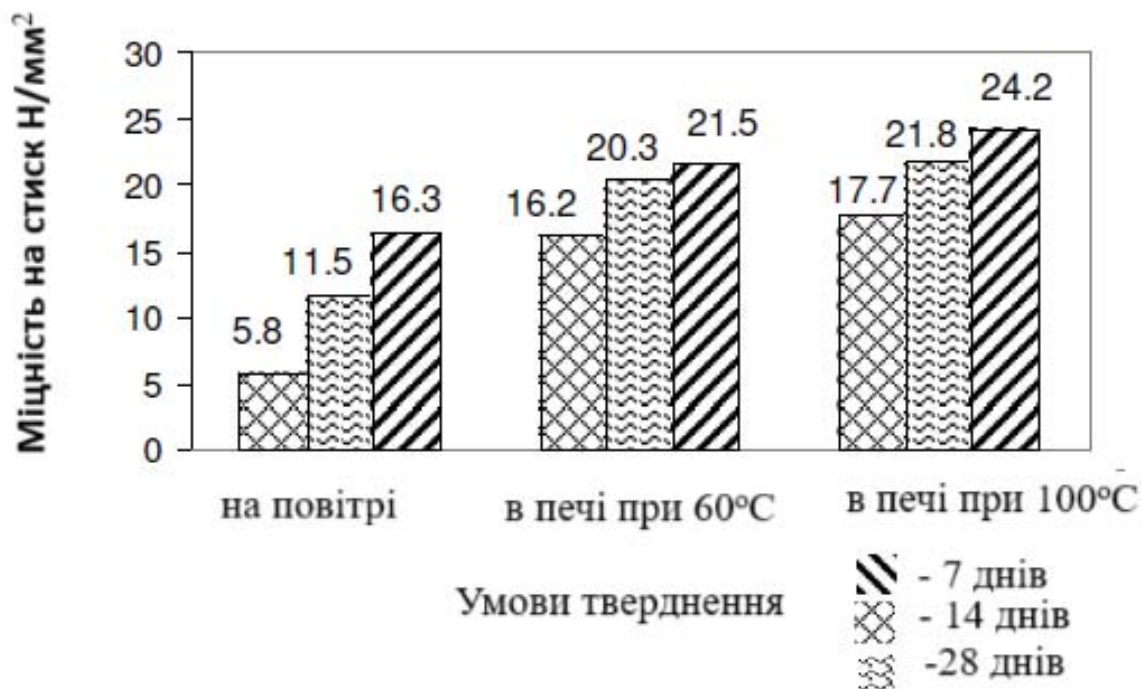 Міцність на стиск Н/мм²
30
25
20
15
10
5
0
5.8
11.5
16.3
16.2
20.3
21.5
17.7
21.8
24.2
на повітрі
в печі при 60°С
в печі при 100°С
Умови тверднення
- 7 днів
- 14 днів
-28 днів